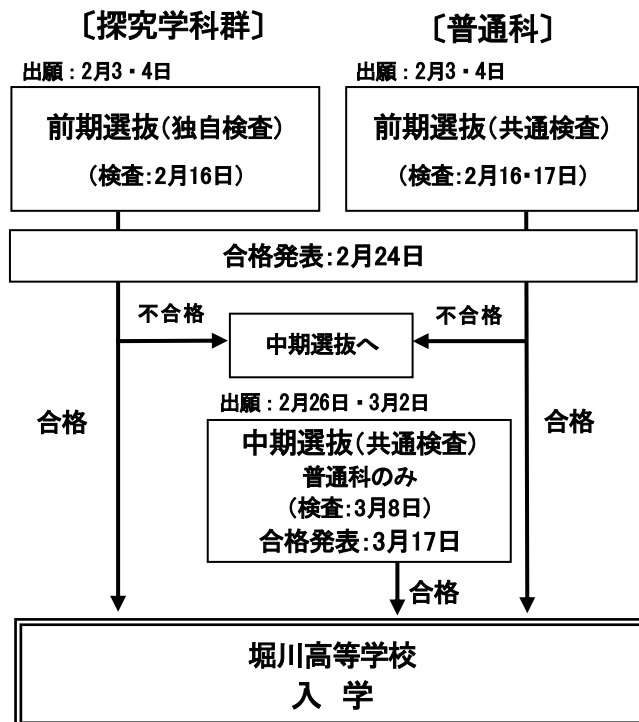 〔探究学科群〕
〔普通科〕
出願：2月3・4日
出願：2月3・4日
前期選抜（独自検査）
（検査：2月16日）
前期選抜（共通検査）
（検査：2月16・17日）
合格発表：2月24日
不合格
不合格
中期選抜へ
合格
合格
出願：2月26日・3月2日
中期選抜（共通検査）
普通科のみ
（検査：3月8日）
合格発表：3月17日
合格
堀川高等学校
入 学